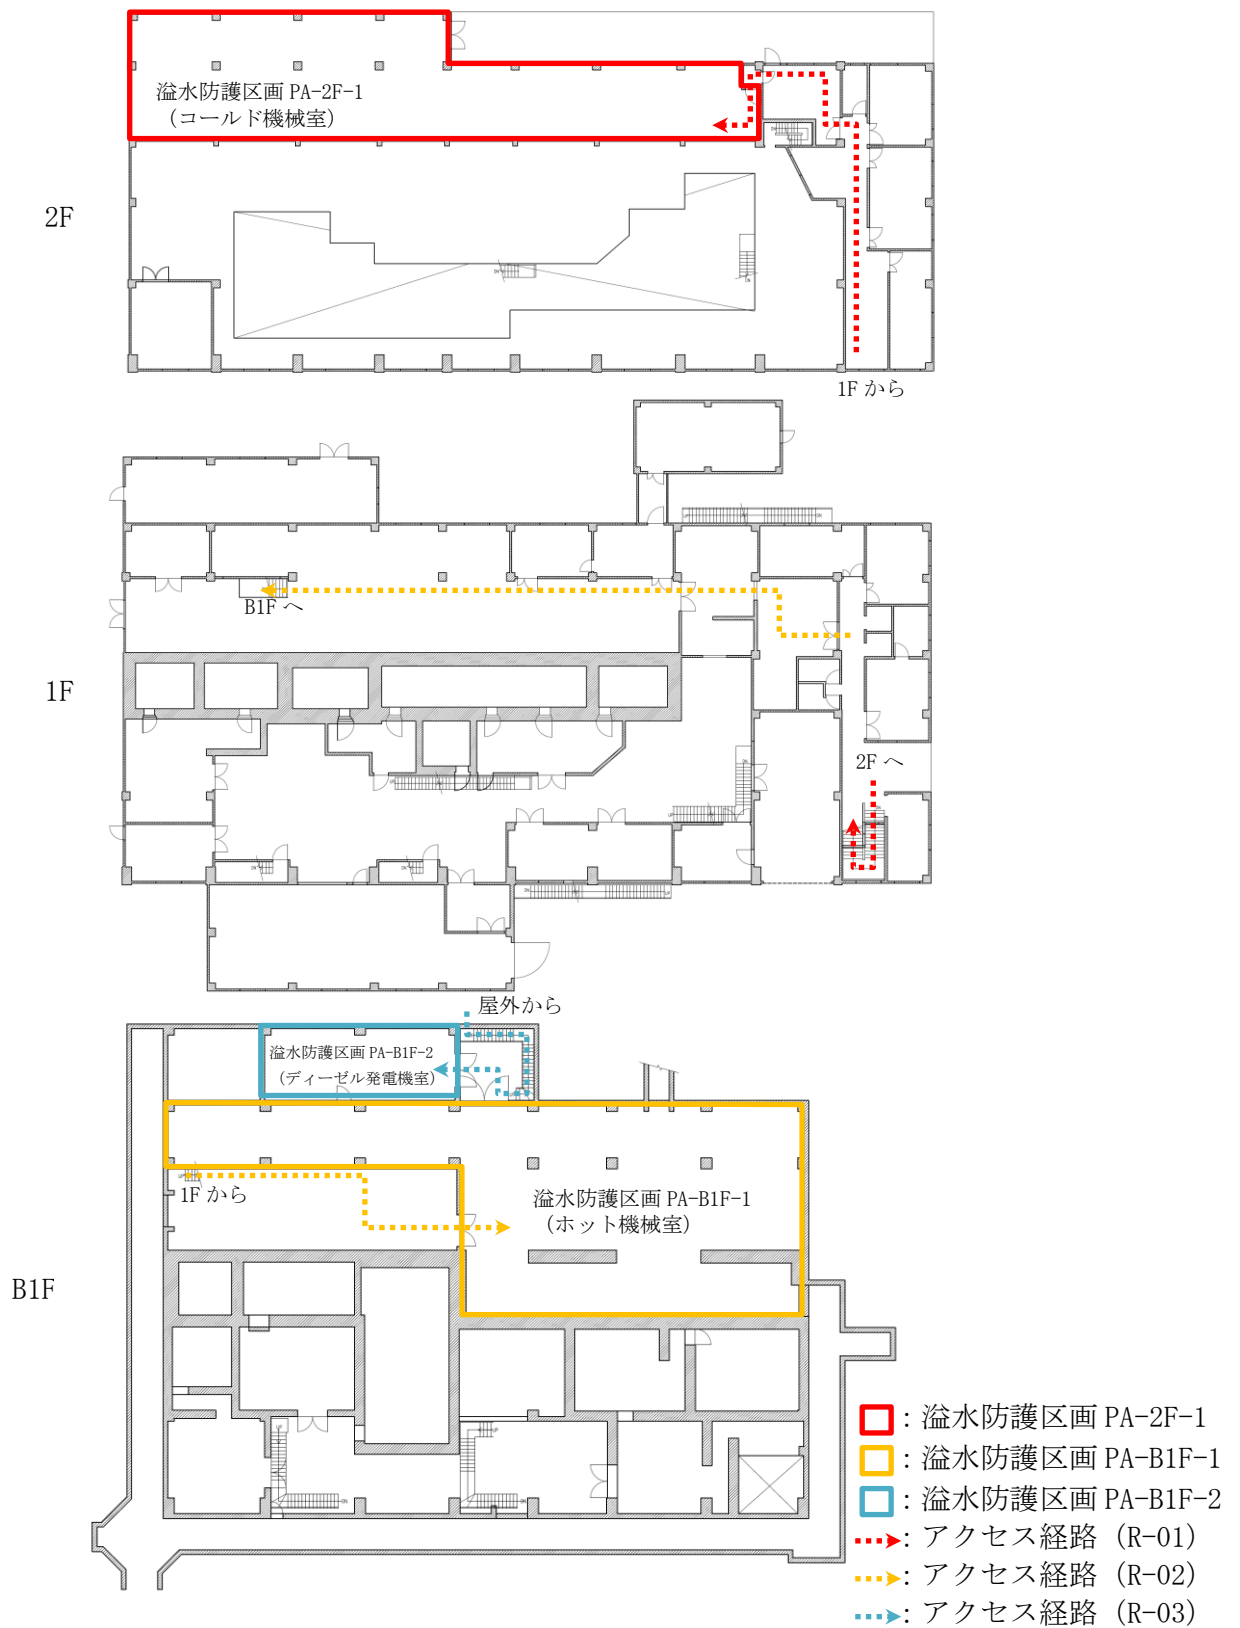 溢水防護区画 PA-2F-1
（コールド機械室）
2F
1F から
B1F へ
1F
2F へ
屋外から
溢水防護区画 PA-B1F-2
（ディーゼル発電機室）
1F から
溢水防護区画 PA-B1F-1
（ホット機械室）
B1F
：溢水防護区画 PA-2F-1
：溢水防護区画 PA-B1F-1
：溢水防護区画 PA-B1F-2
：アクセス経路（R-01）
：アクセス経路（R-02）
：アクセス経路（R-03）